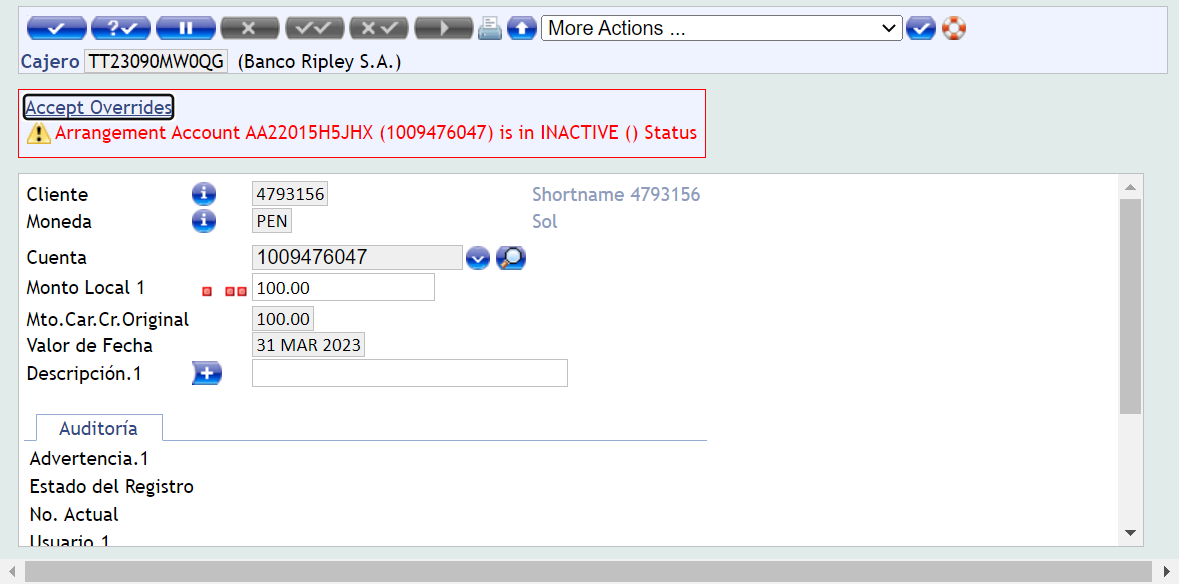 More Actions ...
Cajero TT23090MW0QG (Banco Ripley S.A.)
Accept Overrides
Arrangement Account AA22015H5JHX (1009476047) is in INACTIVE () Status
Cliente 4793156 Shortname 4793156
Moneda PEN Sol
Cuenta 1009476047
Monto Local 1 100.00
Mto.Car.Cr.Original 100.00
Valor de Fecha 31 MAR 2023
Descripción.1
Auditoría
Advertencia.1
Estado del Registro
No. Actual
Usuario.1